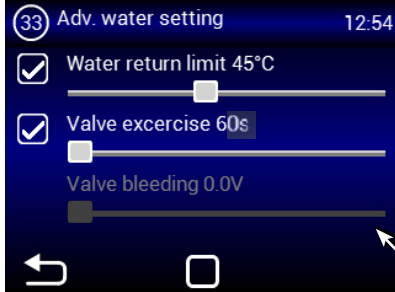 33 Adv. water setting 12:54
Water return limit 45°C
Valve excercise 60s
Valve bleeding 0.0V